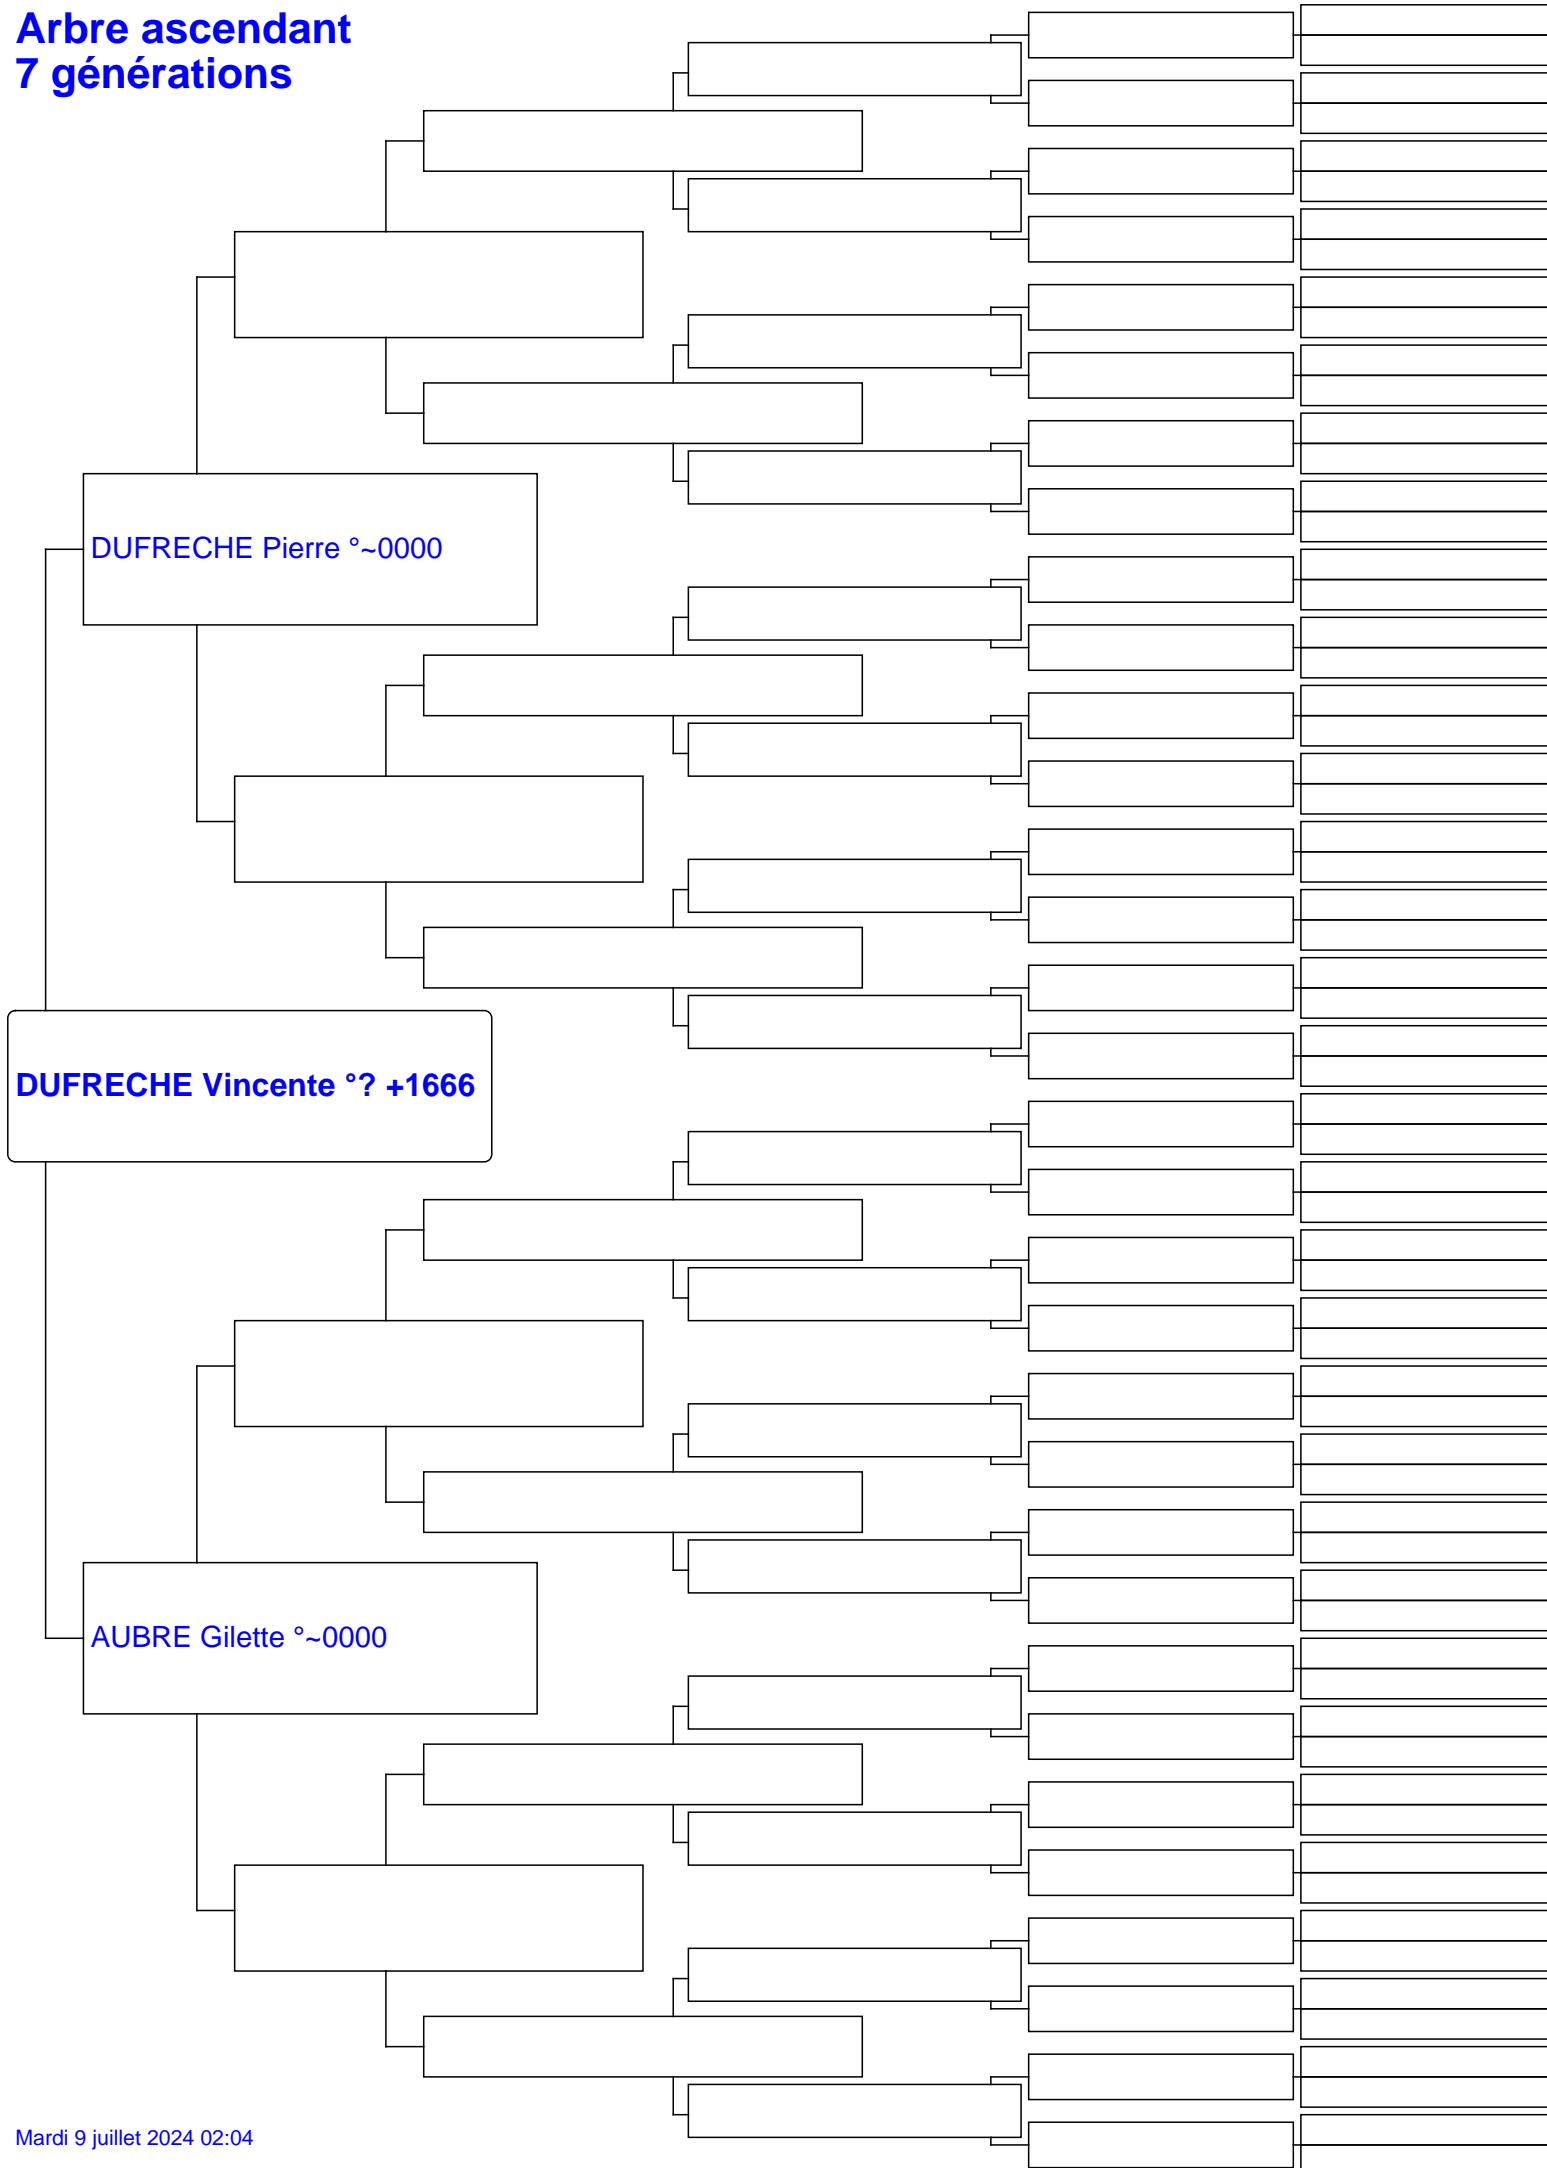 Arbre ascendant
7 générations
DUFRECHE Pierre °~0000
DUFRECHE Vincente °? +1666
AUBRE Gilette °~0000
Mardi 9 juillet 2024 02:04